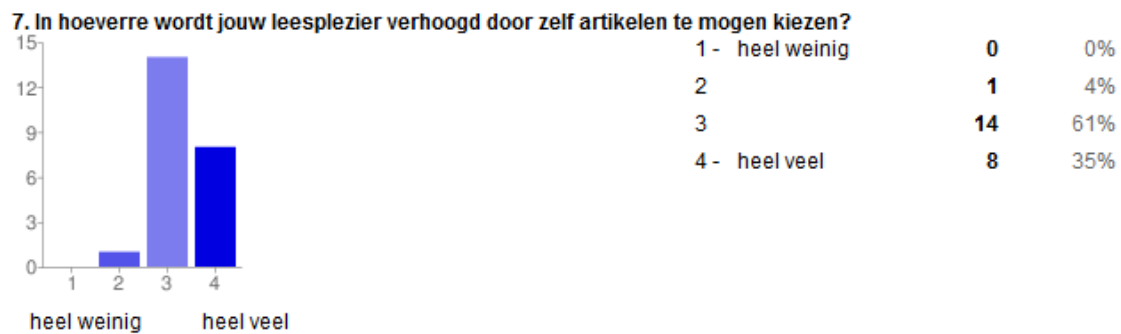 7. In hoeverre wordt jouw leesplezier verhoogd door zelf artikelen te mogen kiezen?
15
12
9
6
3
0
1 2 3 4
heel weinig heel veel
1 - heel weinig 0 0%
2 1 4%
3 14 61%
4 - heel veel 8 35%